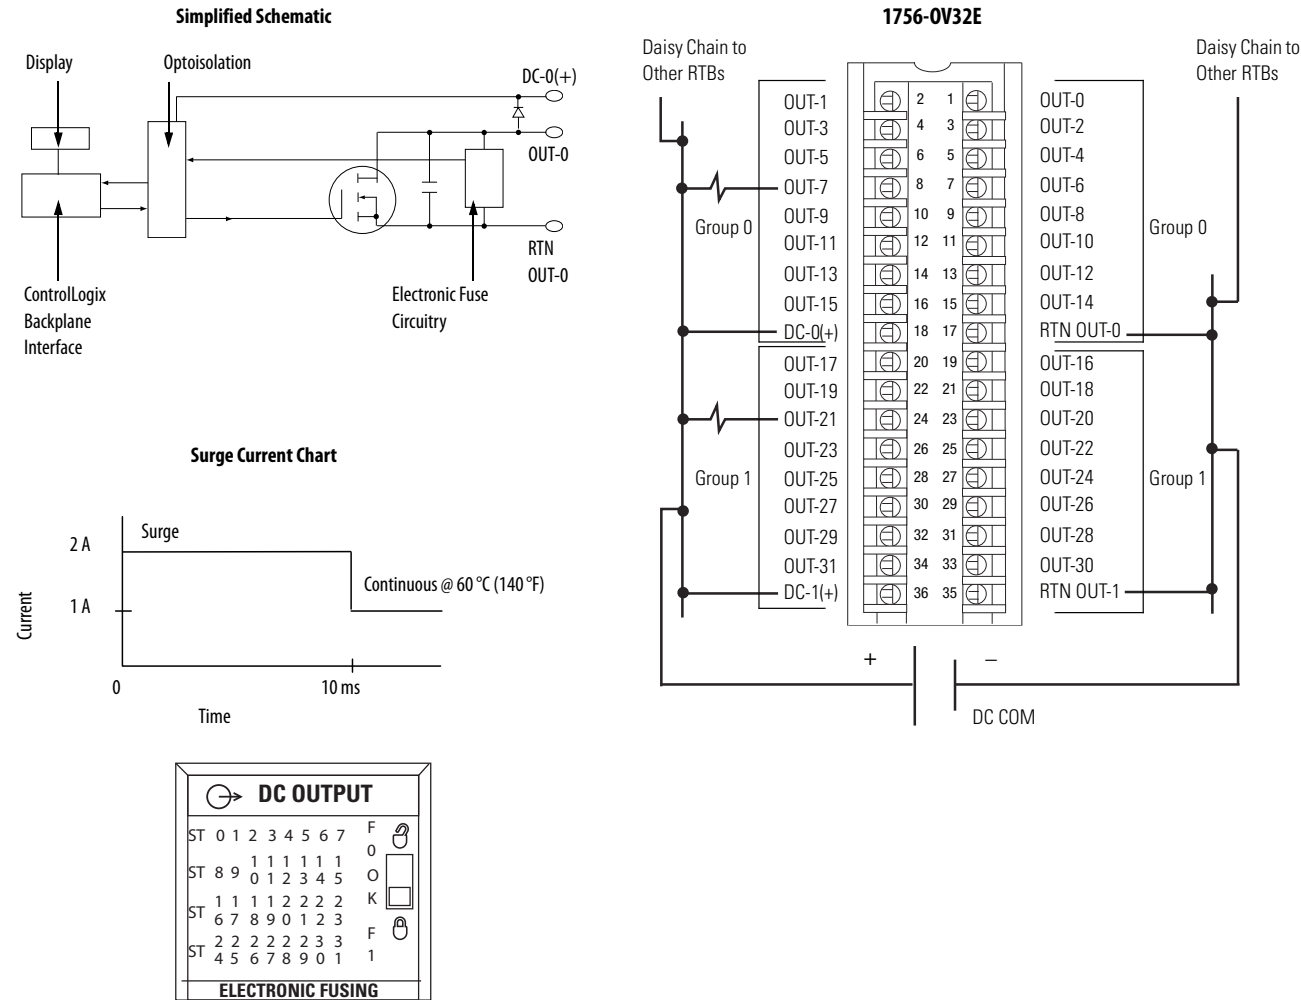 Simplified Schematic
Display
Optoisolation
DC-0(+)
OUT-0
RTN
OUT-0
ControlLogix
Backplane
Interface
Electronic Fuse
Circuitry
Surge Current Chart
Surge
2 A
1 A
Current
Continuous @ 60 °C (140 °F)
0
10 ms
Time
DC OUTPUT
ST 0 1 2 3 4 5 6 7
ST 8 9 10 11 12 13 14 15
ST 16 17 18 19 20 21 22 23
ST 24 25 26 27 28 29 30 31
F
0
O
K
F
1
ELECTRONIC FUSING
1756-OV32E
Daisy Chain to
Other RTBs
Daisy Chain to
Other RTBs
OUT-1 2 1 OUT-0
OUT-3 4 3 OUT-2
OUT-5 6 5 OUT-4
OUT-7 8 7 OUT-6
OUT-9 10 9 OUT-8
Group 0
Group 0
OUT-11 12 11 OUT-10
OUT-13 14 13 OUT-12
OUT-15 16 15 OUT-14
DC-0(+) 18 17 RTN OUT-0
OUT-17 20 19 OUT-16
OUT-19 22 21 OUT-18
OUT-21 24 23 OUT-20
OUT-23 26 25 OUT-22
Group 1
OUT-25 28 27 OUT-24
Group 1
OUT-27 30 29 OUT-26
OUT-29 32 31 OUT-28
OUT-31 34 33 OUT-30
DC-1(+) 36 35 RTN OUT-1
+ –
DC COM